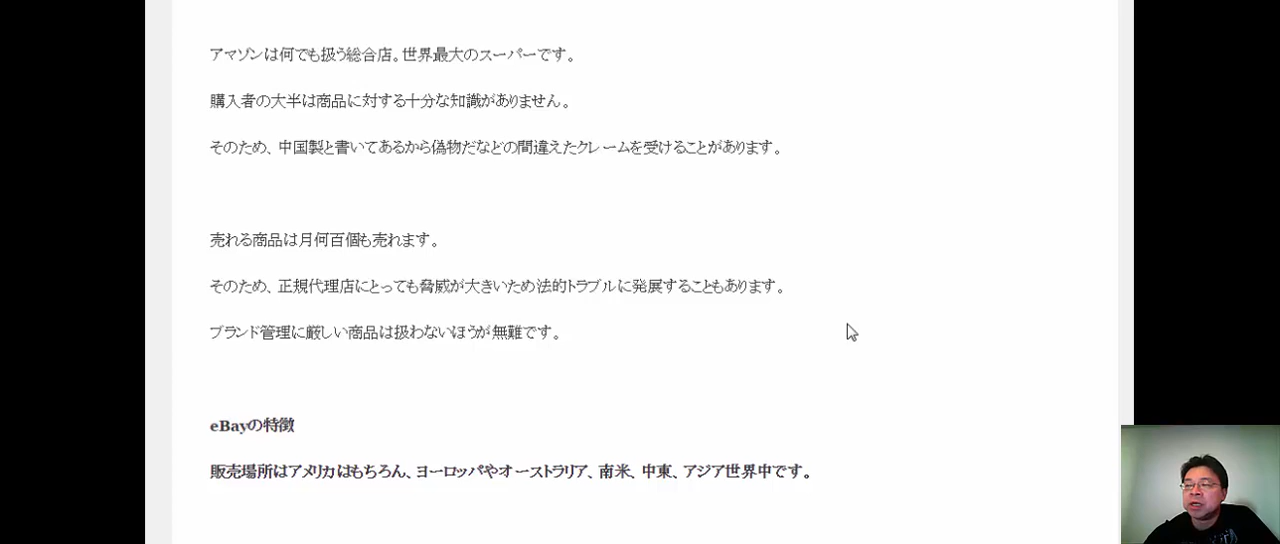 アマゾンは何でも扱う総合店。世界最大のスーパーです。
購入者の大半は商品に対する十分な知識がありません。
そのため、中国製と書いてあるから偽物だなどの間違えたクレームを受けることがあります。
売れる商品は月何百個も売れます。
そのため、正規代理店にとっても脅威が大きいため法的トラブルに発展することもあります。
ブランド管理に厳しい商品は扱わないほうが無難です。
eBayの特徴
販売場所はアメリカはもちろん、ヨーロッパやオーストラリア、南米、中東、アジア世界中です。